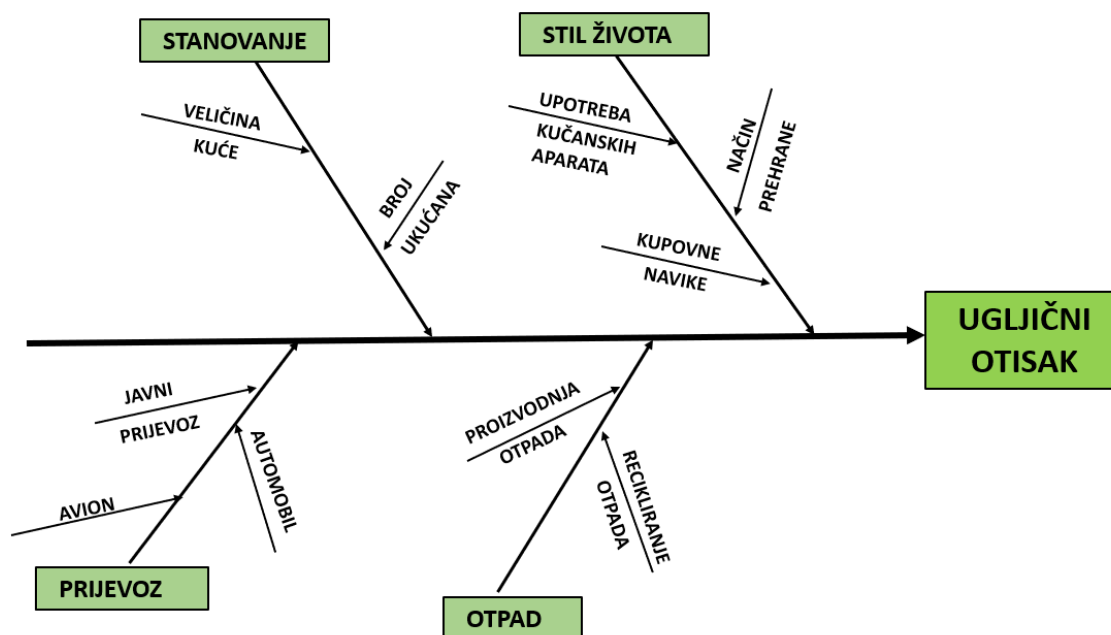 STANOVANJE
STIL ŽIVOTA
VELIČINA
KUĆE
BROJ
UKUĆANA
UPOTREBA
KUČANSKIH
APARATA
NAČIN
PREHRANE
KUPOVNE
NAVIKE
UGLJIČNI
OTISAK
JAVNI
PRIJEVOZ
AUTOMOBIL
AVION
PRIJEVOZ
PROIZVODNJA
OTPADA
RECIKLIRANJE
OTPADA
OTPAD